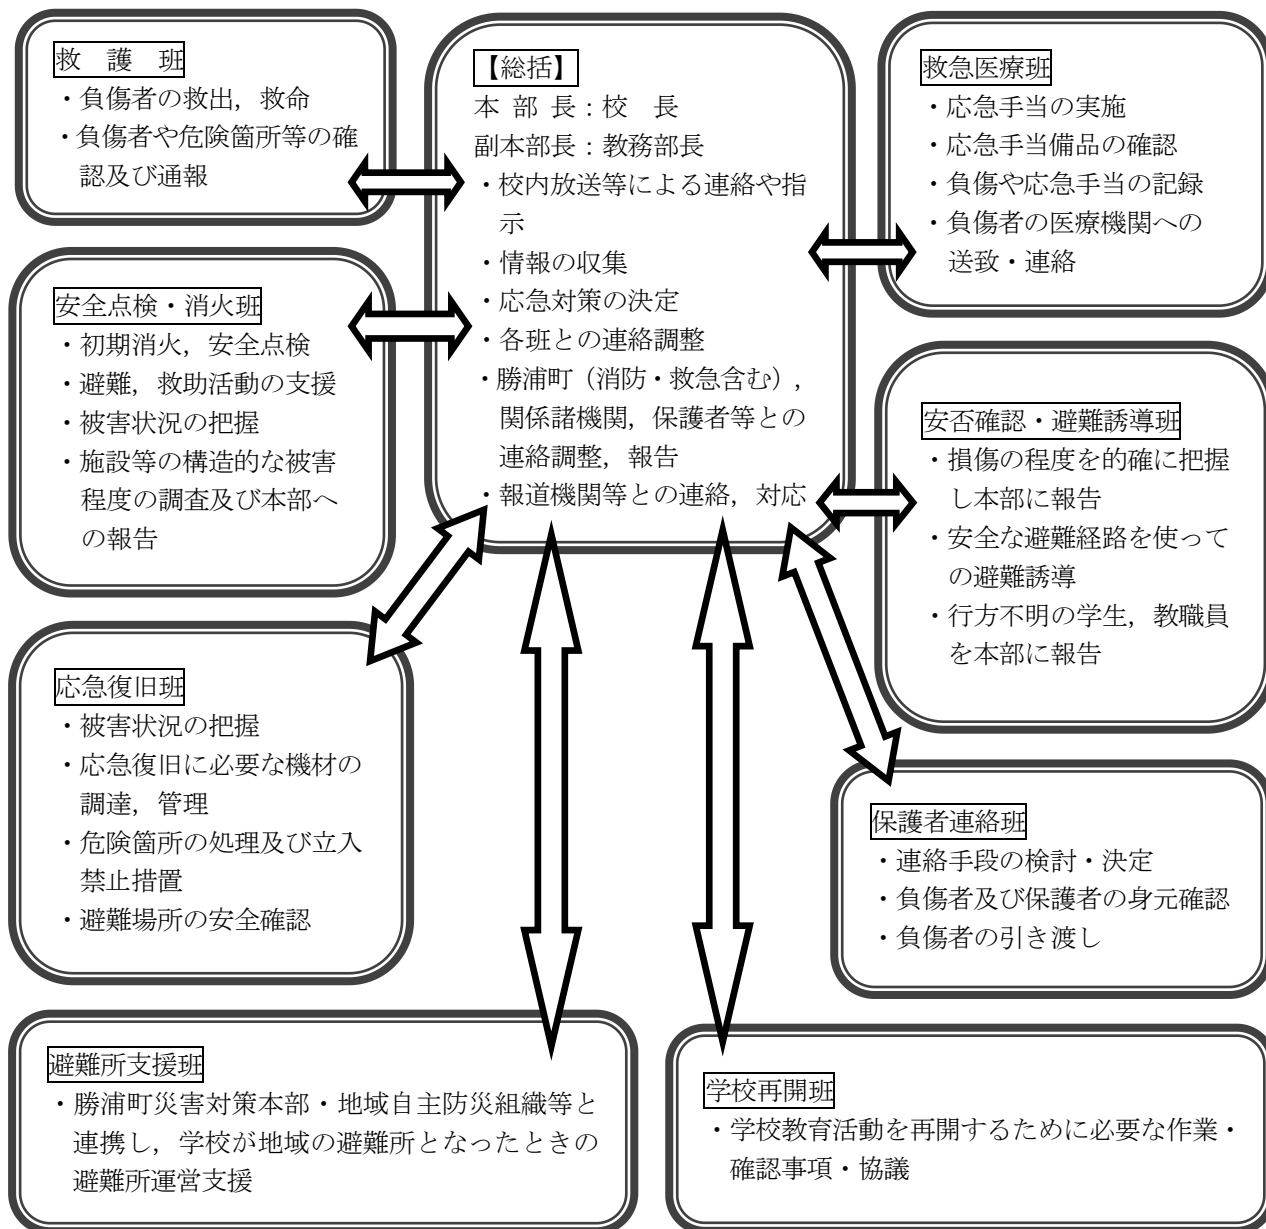 救　護　班
・負傷者の救出，救命
・負傷者や危険箇所等の確
認及び通報
【総括】
本 部 長：校　長
副本部長：教務部長
・校内放送等による連絡や指
示
・情報の収集
・応急対策の決定
・各班との連絡調整
・勝浦町（消防・救急含む），
関係諸機関，保護者等との
連絡調整，報告
・報道機関等との連絡，対応
救急医療班
・応急手当の実施
・応急手当備品の確認
・負傷や応急手当の記録
・負傷者の医療機関への
送致・連絡
安全点検・消火班
・初期消火，安全点検
・避難，救助活動の支援
・被害状況の把握
・施設等の構造的な被害
程度の調査及び本部へ
の報告
安否確認・避難誘導班
・損傷の程度を的確に把握
し本部に報告
・安全な避難経路を使って
の避難誘導
・行方不明の学生，教職員
を本部に報告
応急復旧班
・被害状況の把握
・応急復旧に必要な機材の
調達，管理
・危険箇所の処理及び立入
禁止措置
・避難場所の安全確認
保護者連絡班
・連絡手段の検討・決定
・負傷者及び保護者の身元確認
・負傷者の引き渡し
避難所支援班
・勝浦町災害対策本部・地域自主防災組織等と
連携し，学校が地域の避難所となったときの
避難所運営支援
学校再開班
・学校教育活動を再開するために必要な作業・
確認事項・協議